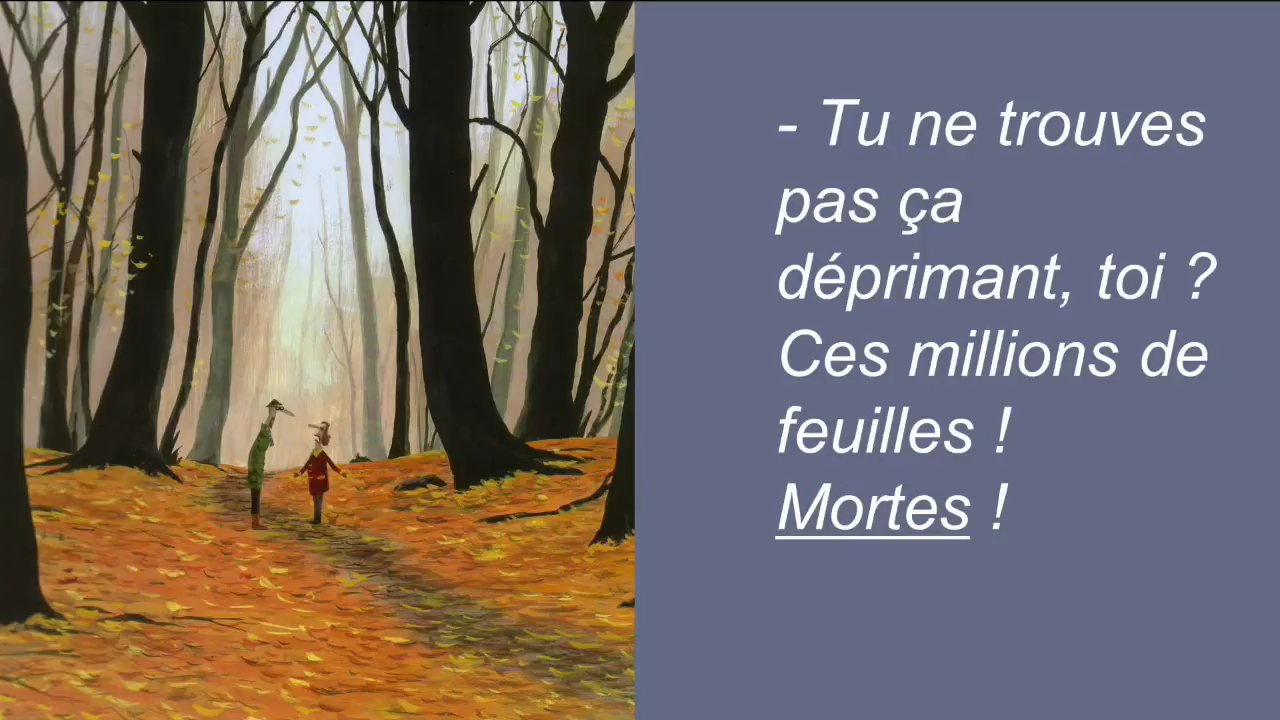 - Tu ne trouves
pas ça
déprimant, toi ?
Ces millions de
feuilles !
Mortes !